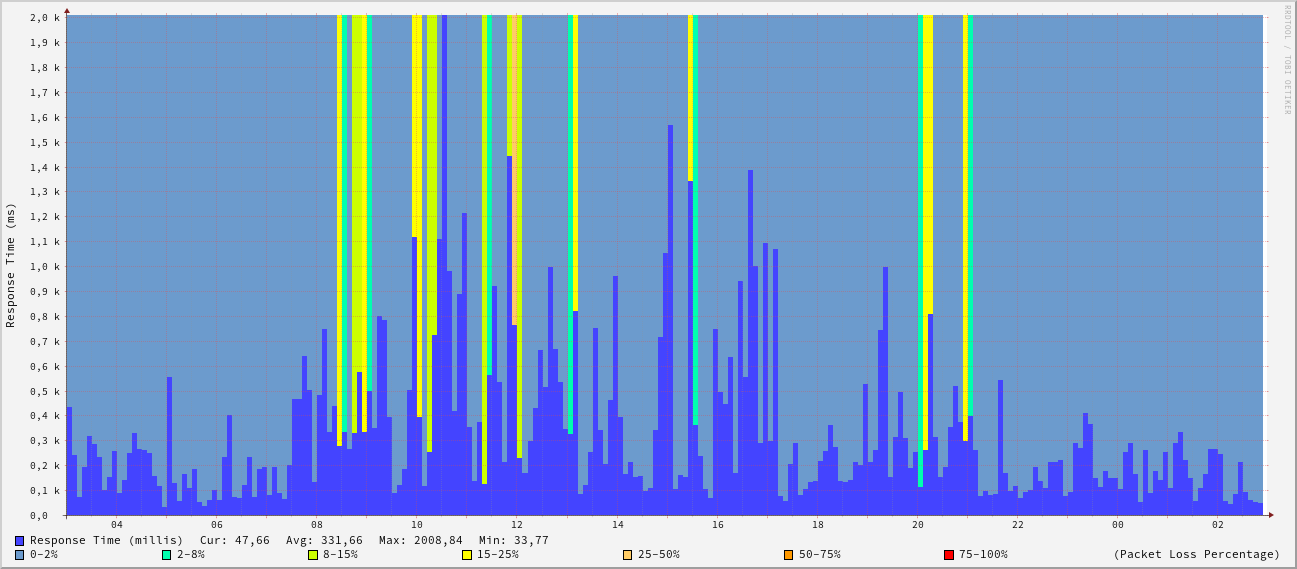 RRDTOOL / TOBI OETIKER
Response Time (ms)
2,0 k
1,9 k
1,8 k
1,7 k
1,6 k
1,5 k
1,4 k
1,3 k
1,2 k
1,1 k
1,0 k
0,9 k
0,8 k
0,7 k
0,6 k
0,5 k
0,4 k
0,3 k
0,2 k
0,1 k
0,0
04 06 08 10 12 14 16 18 20 22 00 02
Response Time (millis) Cur: 47,66 Avg: 331,66 Max: 2008,84 Min: 33,77
0-2% 2-8% 8-15% 15-25% 25-50% 50-75% 75-100% (Packet Loss Percentage)